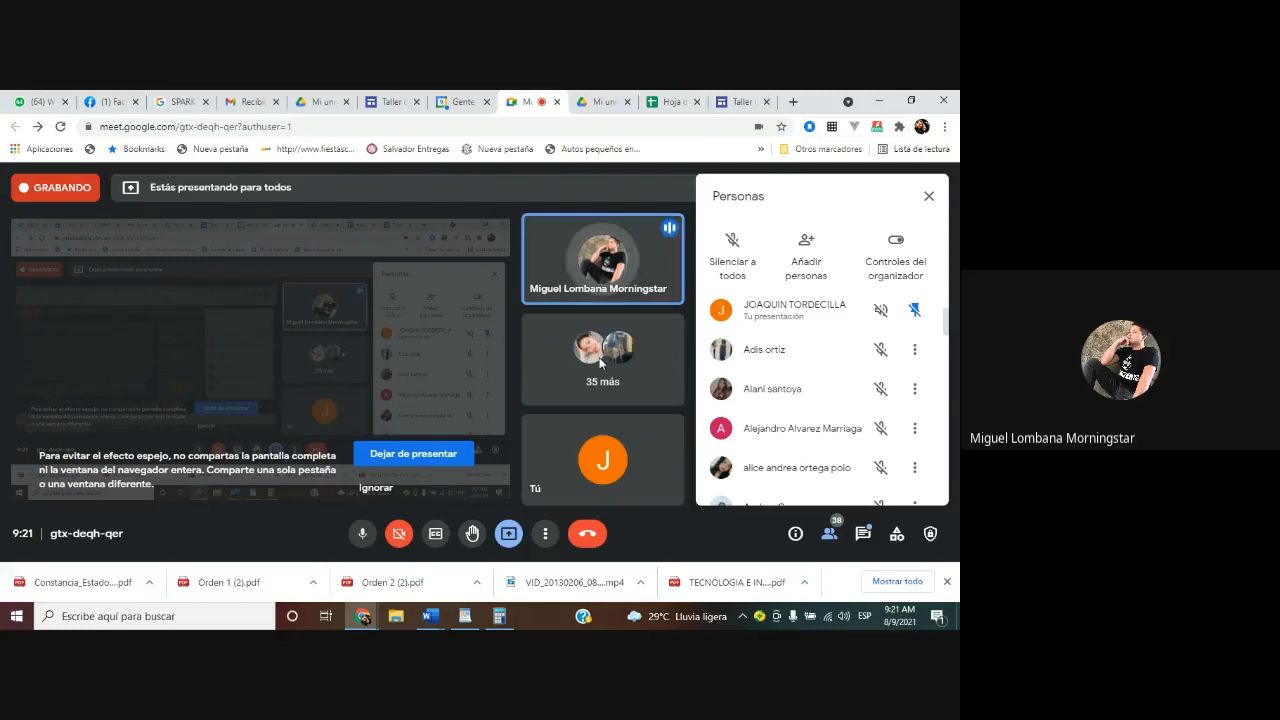 (64) W
(1) Fac
SPARK
Recibi
Mi uni
Taller d
Gente
Me
Mi uni
Hoja d
Taller d
meet.google.com/gtx-deqh-qer?authuser=1
Aplicaciones
Bookmarks
Nueva pestaña
http://www.fiestasc...
Salvador Entregas
Nueva pestaña
Autos pequeños en...
»
Otros marcadores
Lista de lectura
GRABANDO
Estás presentando para todos
Personas
Silenciar a
todos
Añadir
personas
Controles del
organizador
JOAQUIN TORDECILLA
Tu presentación
Adis ortiz
Alani santoya
Alejandro Alvarez Marriaga
alice andrea ortega polo
Miguel Lombana Morningstar
35 más
J
Tú
Para evitar el efecto espejo, no compartas la pantalla completa
ni la ventana del navegador entera. Comparte una sola pestaña
o una ventana diferente.
Dejar de presentar
Ignorar
9:21 | gtx-deqh-qer
38
Constancia_Estado....pdf
Orden 1 (2).pdf
Orden 2 (2).pdf
VID_20130206_08....mp4
TECNÓLOGIA E IN....pdf
Mostrar todo
Escribe aquí para buscar
29°C Lluvia ligera
ESP
9:21 AM
8/9/2021
Miguel Lombana Morningstar